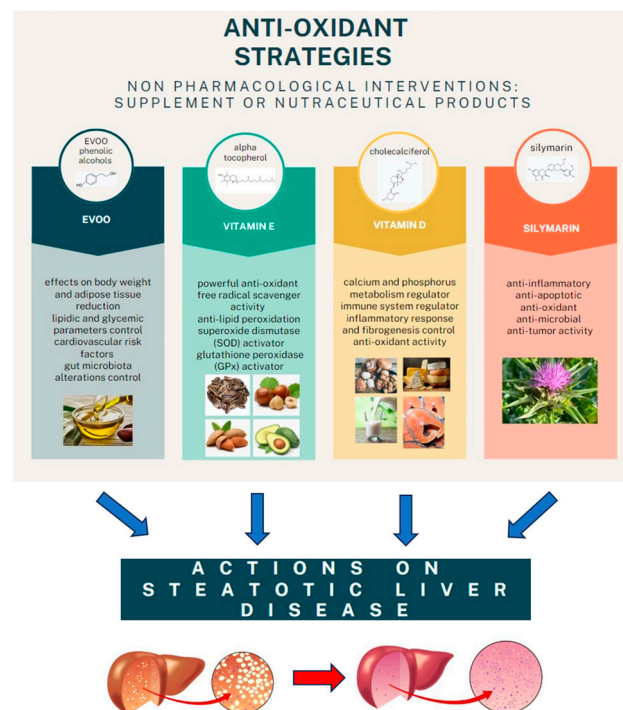 ANTI-OXIDANT
STRATEGIES
NON PHARMACOLOGICAL INTERVENTIONS:
SUPPLEMENT OR NUTRACEUTICAL PRODUCTS
EVOO
phenolic
alcohols
EVOO
effects on body weight
and adipose tissue
reduction
lipidic and glycemic
parameters control
cardiovascular risk
factors
gut microbiota
alterations control
alpha
tocopherol
VITAMIN E
powerful anti-oxidant
free radical scavenger
activity
anti-lipid peroxidation
superoxide dismutase
(SOD) activator
glutathione peroxidase
(GPx) activator
cholecalciferol
VITAMIN D
calcium and phosphorus
metabolism regulator
immune system regulator
inflammatory response
and fibrogenesis control
anti-oxidant activity
silymarin
SILYMARIN
anti-inflammatory
anti-apoptotic
anti-oxidant
anti-microbial
anti-tumor activity
ACTIONS ON
STEATOTIC LIVER
DISEASE